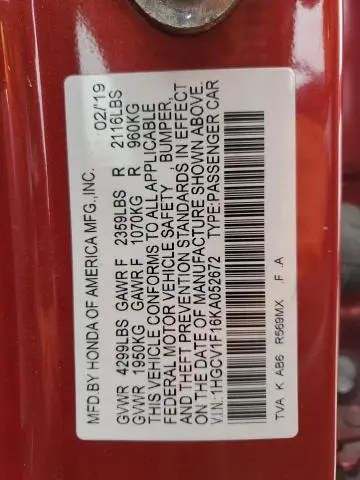 MFD.BY HONDA OF AMERICA MFG.,INC. 02/19
GVWR 4299LBS GAWR F 2359LBS R 2116LBS
GVWR 1950KG GAWR F 1070KG R 960KG
THIS VEHICLE CONFORMS TO ALL APPLICABLE
FEDERAL MOTOR VEHICLE SAFETY BUMPER,
AND THEFT PREVENTION STANDARDS IN EFFECT
ON THE DATE OF MANUFACTURE SHOWN ABOVE.
VIN:1HGCV1F16KA052672 TYPE:PASSENGER CAR
TVA K AB6 R569MX .F .A